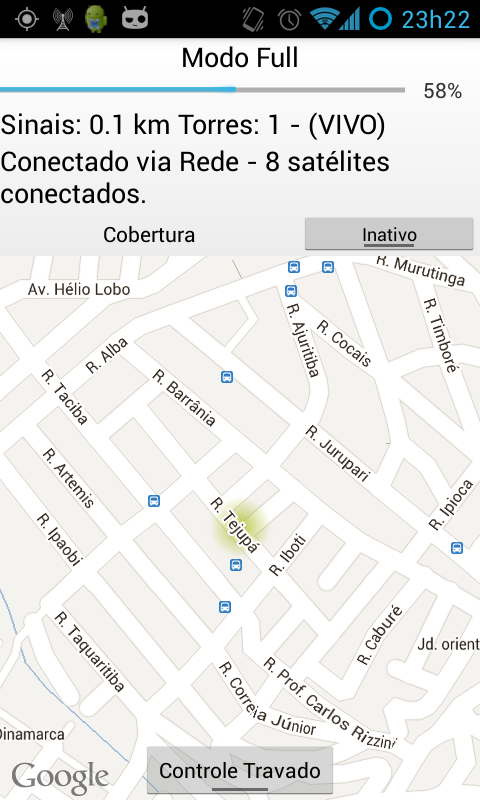 23h22
Modo Full
58%
Sinais: 0.1 km Torres: 1 - (VIVO)
Conectado via Rede - 8 satélites
conectados.
Cobertura
Inativo
R. Murutinga
Av. Hélio Lobo
R. Timboré
R. Ajuritiba
R. Cocais
R. Alba
R. Taciba
R. Barrânia
R. Jurupari
R. Artemis
R. Ipioca
R. Tejupá
R. Ipaobi
R. Iboti
R. Caburé
R. Taquaritiba
Jd. orient
R. Correia Júnior
R. Prof. Carlos Rizzini
Dinamarca
Controle Travado
Google